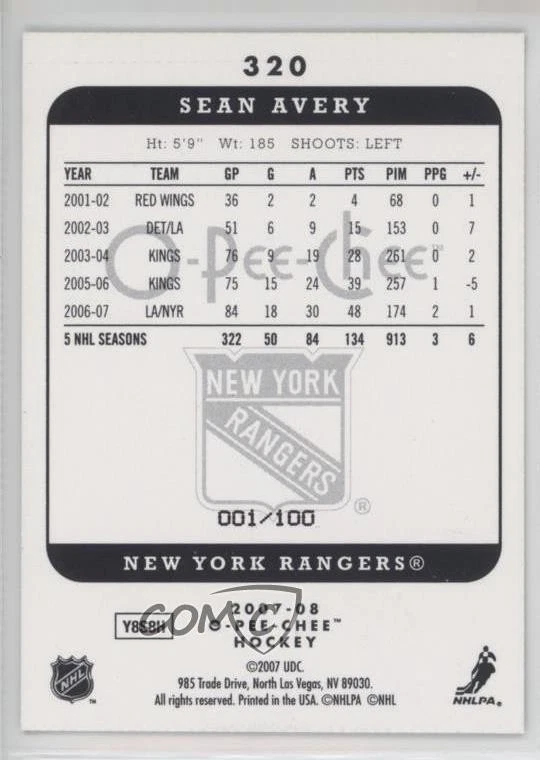 320
SEAN AVERY
Ht: 5'9" Wt: 185 SHOOTS: LEFT
YEAR TEAM GP G A PTS PIM PPG +/-
2001-02 RED WINGS 36 2 2 4 68 0 1
2002-03 DET/LA 51 6 9 15 153 0 7
2003-04 KINGS 76 9 19 28 261 0 2
2005-06 KINGS 75 15 24 39 257 1 -5
2006-07 LA/NYR 84 18 30 48 174 2 1
5 NHL SEASONS 322 50 84 134 913 3 6
O-Pee-Chee™
NEW YORK
RANGERS
®
001/100
NEW YORK RANGERS®
COMC
Y8S8H
2007-08
O-PEE-CHEE™
HOCKEY
©2007 UDC.
985 Trade Drive, North Las Vegas, NV 89030.
All rights reserved. Printed in the USA. ©NHLPA ©NHL
NHL
™
NHLPA®